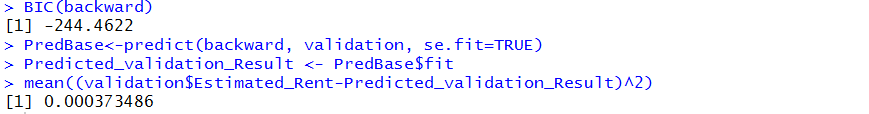 > BIC(backward)
[1] -244.4622
> PredBase<-predict(backward, validation, se.fit=TRUE)
> Predicted_validation_Result <- PredBase$fit
> mean((validation$Estimated_Rent-Predicted_validation_Result)^2)
[1] 0.000373486